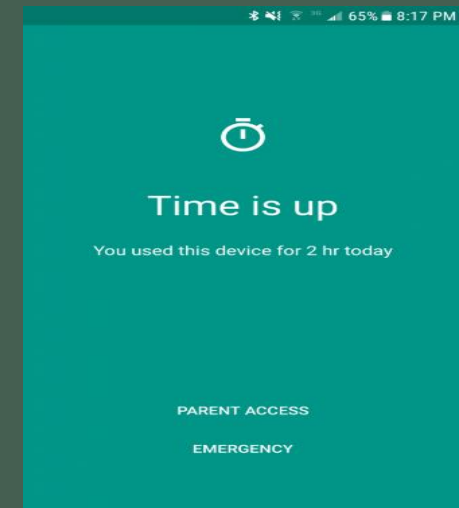 65% 8:17 PM
Time is up
You used this device for 2 hr today
PARENT ACCESS
EMERGENCY